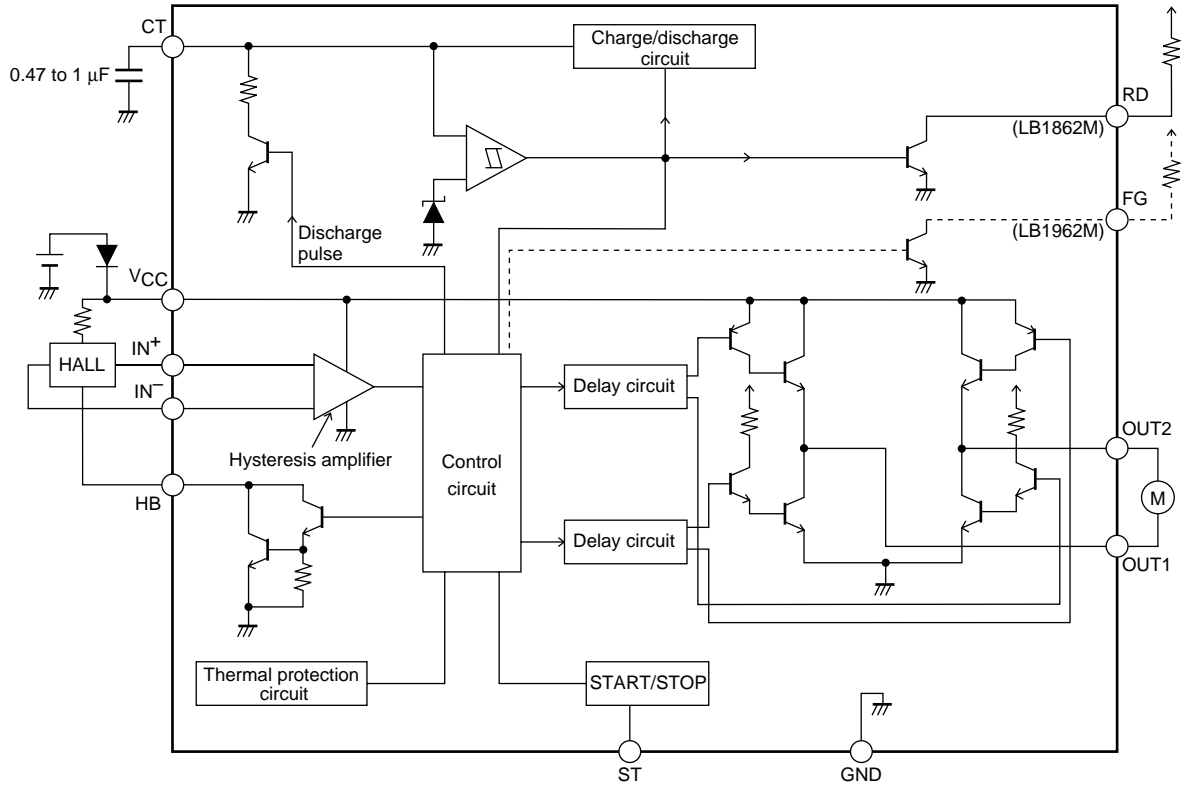 CT
Charge/discharge
circuit
0.47 to 1 μF
RD
(LB1862M)
FG
(LB1962M)
Discharge
pulse
VCC
HALL
IN+
IN−
Hysteresis amplifier
HB
Control
circuit
Delay circuit
Delay circuit
OUT2
M
OUT1
Thermal protection
circuit
START/STOP
ST
GND